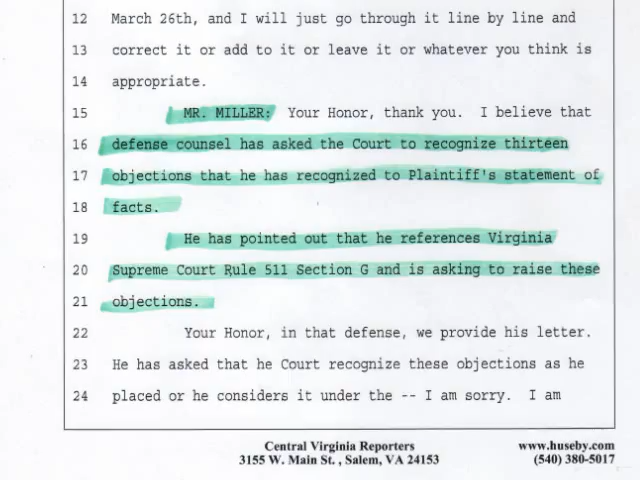 12 March 26th, and I will just go through it line by line and
13 correct it or add to it or leave it or whatever you think is
14 appropriate.
15 MR. MILLER: Your Honor, thank you. I believe that
16 defense counsel has asked the Court to recognize thirteen
17 objections that he has recognized to Plaintiff's statement of
18 facts.
19 He has pointed out that he references Virginia
20 Supreme Court Rule 511 Section G and is asking to raise these
21 objections.
22 Your Honor, in that defense, we provide his letter.
23 He has asked that he Court recognize these objections as he
24 placed or he considers it under the -- I am sorry. I am
Central Virginia Reporters www.huseby.com
3155 W. Main St. , Salem, VA 24153 (540) 380-5017